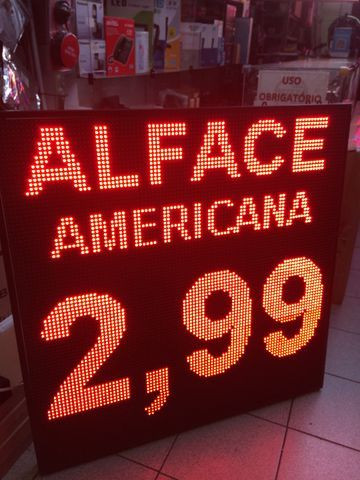 USO
OBRIGATÓRIO
ALFACE
AMERICANA
2,99